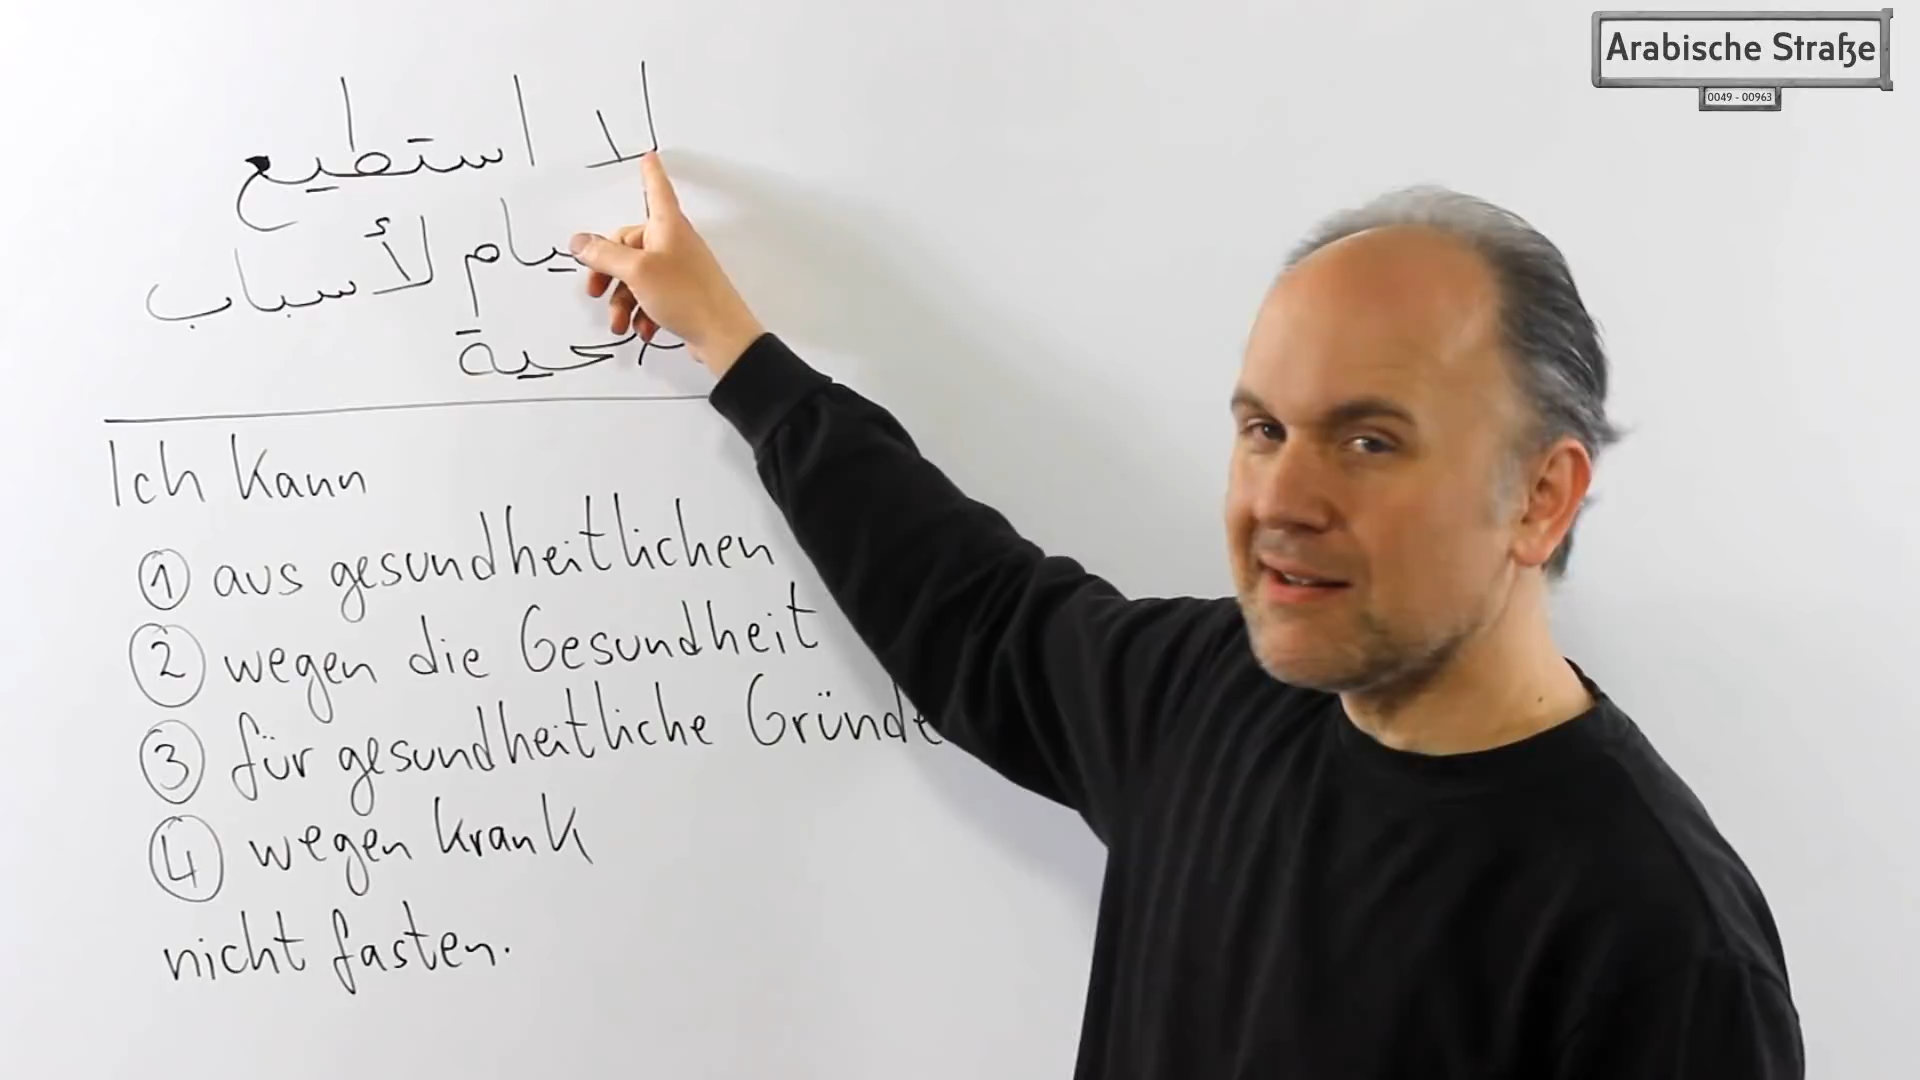 Arabische Straße
0049 - 00963
لا استطيع
لأسباب
Ich kann
① aus gesundheitlichen
② wegen die Gesundheit
③ für gesundheitliche Gründe
④ wegen krank
nicht fasten.